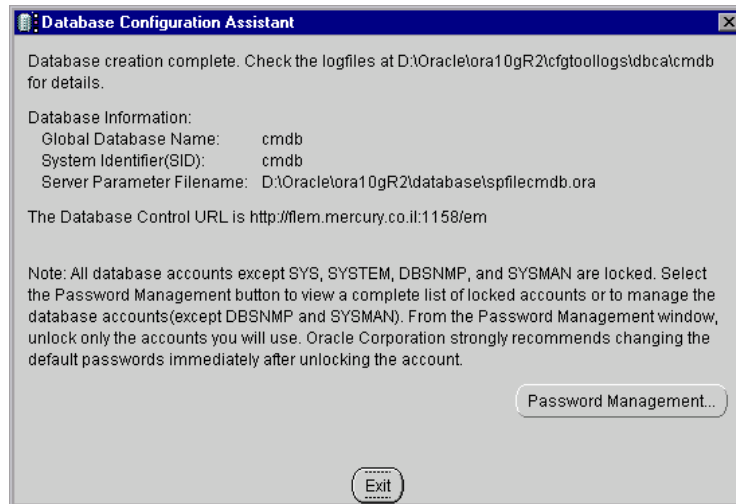 Database Configuration Assistant
Database creation complete. Check the logfiles at D:\Oracle\ora10gR2\cfgtoollogs\dbca\cmdb
for details.
Database Information:
Global Database Name: cmdb
System Identifier(SID): cmdb
Server Parameter Filename: D:\Oracle\ora10gR2\database\spfilecmdb.ora
The Database Control URL is http://flem.mercury.co.il:1158/em
Note: All database accounts except SYS, SYSTEM, DBSNMP, and SYSMAN are locked. Select
the Password Management button to view a complete list of locked accounts or to manage the
database accounts(except DBSNMP and SYSMAN). From the Password Management window,
unlock only the accounts you will use. Oracle Corporation strongly recommends changing the
default passwords immediately after unlocking the account.
Password Management...
Exit